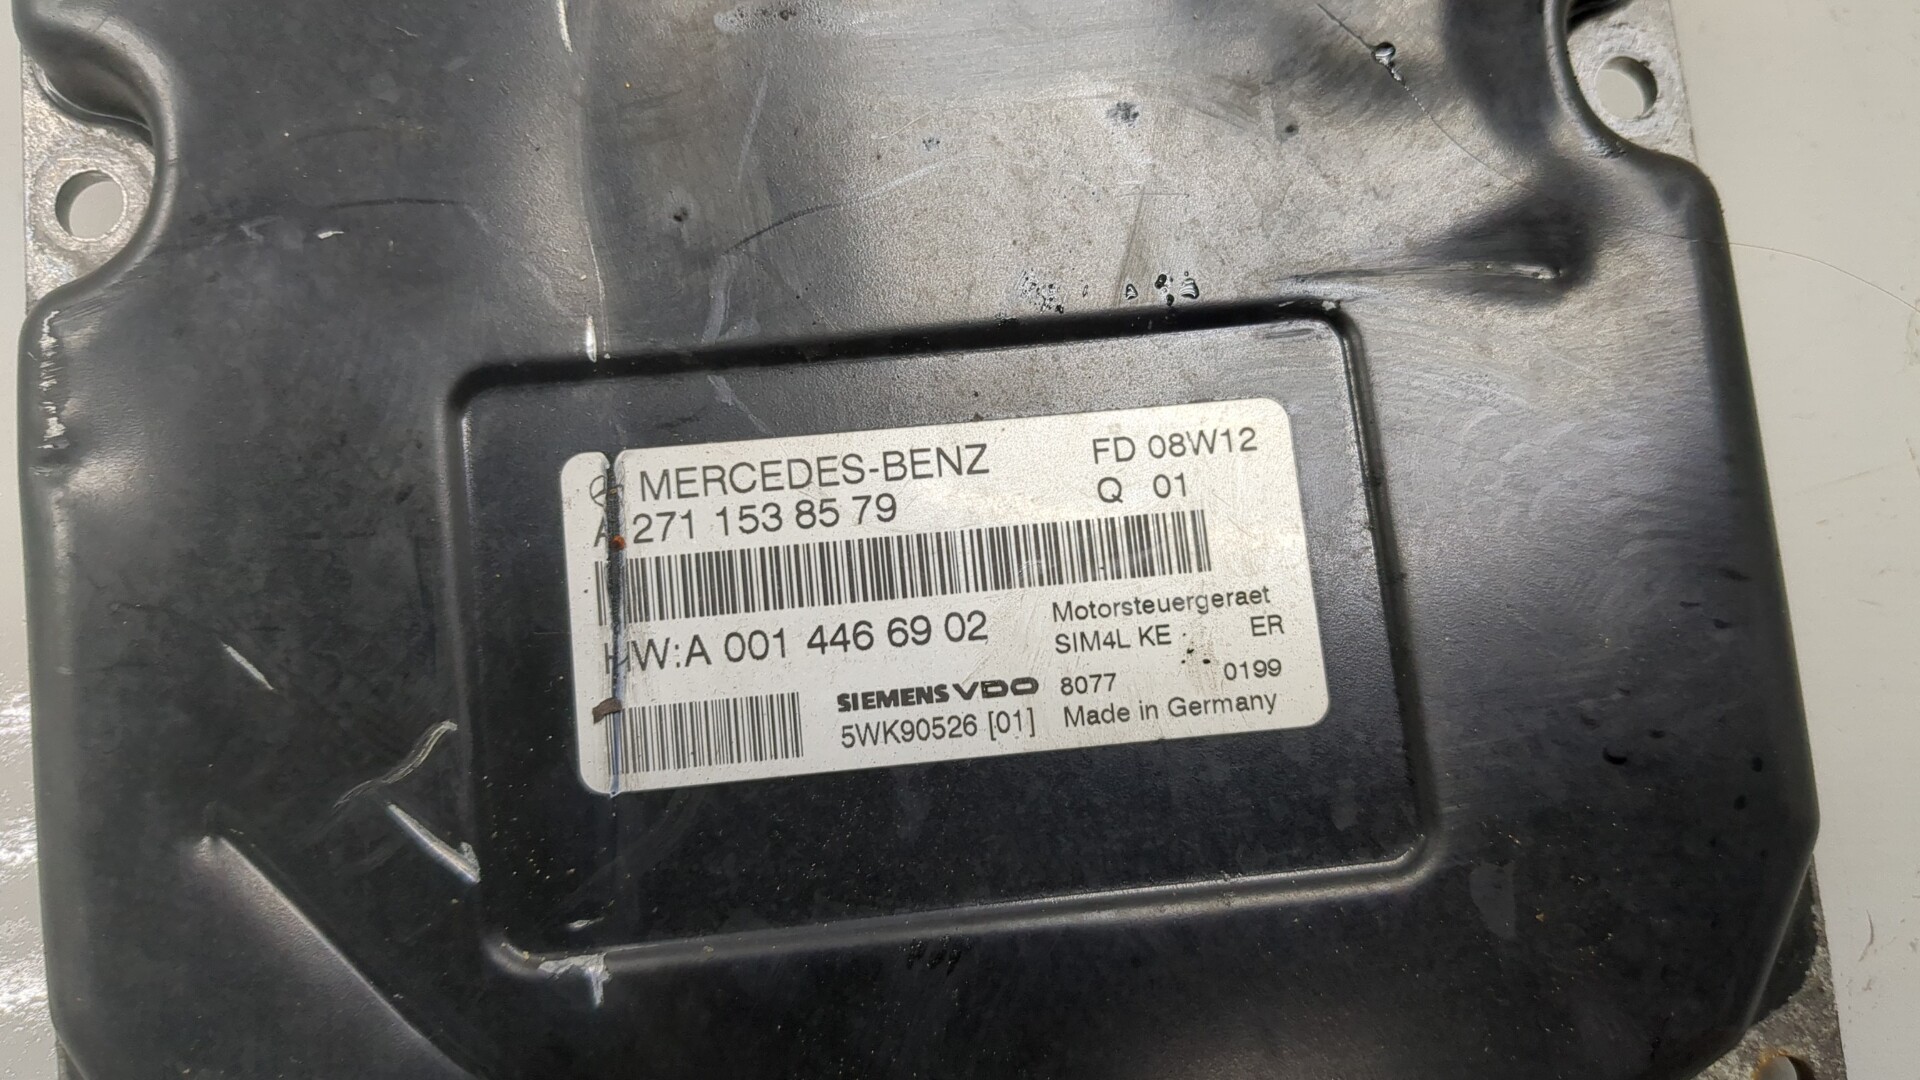 MERCEDES-BENZ
FD 08W12
A 271 153 85 79
Q 01
HW:A 001 446 69 02
Motorsteuergeraet
SIM4L KE ER
SIEMENS VDO
8077 0199
5WK90526 [01]
Made in Germany